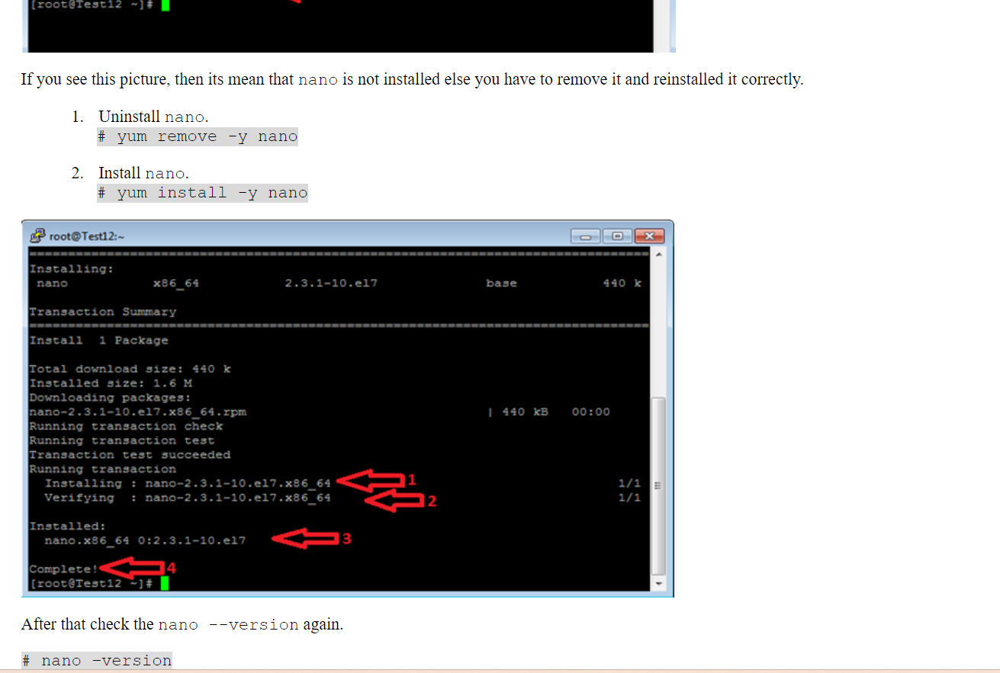 [root@Test12 ~]#
If you see this picture, then its mean that nano is not installed else you have to remove it and reinstalled it correctly.
1. Uninstall nano.
# yum remove -y nano
2. Install nano.
# yum install -y nano
root@Test12:~
Installing:
nano x86_64 2.3.1-10.el7 base 440 k
Transaction Summary
Install 1 Package
Total download size: 440 k
Installed size: 1.6 M
Downloading packages:
nano-2.3.1-10.el7.x86_64.rpm | 440 kB 00:00
Running transaction check
Running transaction test
Transaction test succeeded
Running transaction
Installing : nano-2.3.1-10.el7.x86_64 1 1/1
Verifying : nano-2.3.1-10.el7.x86_64 2 1/1
Installed:
nano.x86_64 0:2.3.1-10.el7 3
Complete! 4
[root@Test12 ~]#
After that check the nano --version again.
# nano –version